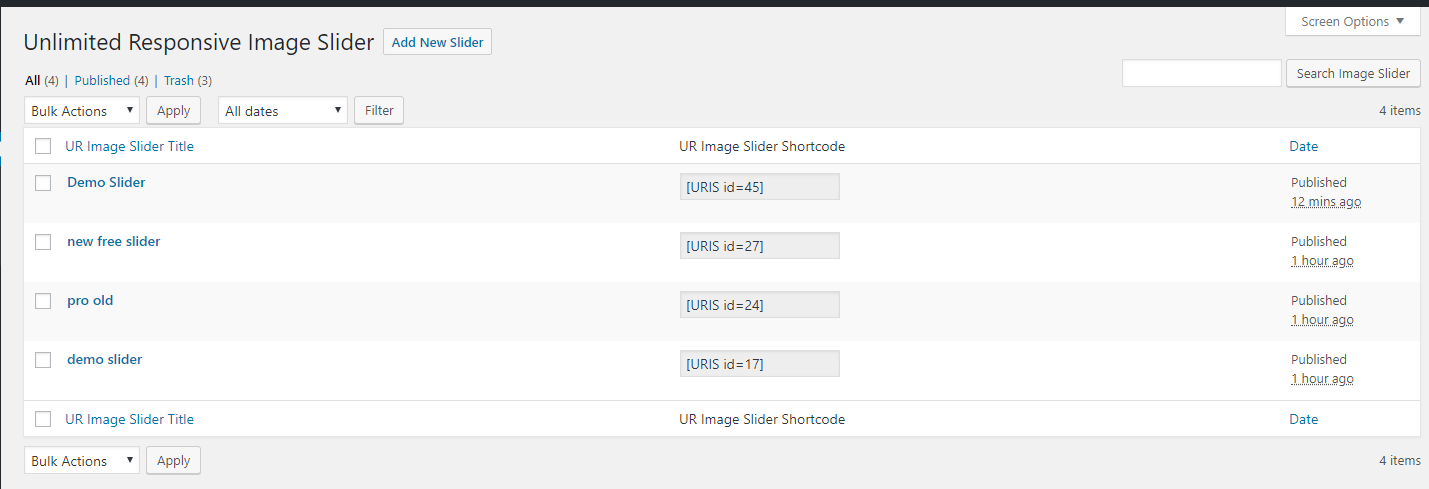 Screen Options ▼
Unlimited Responsive Image Slider Add New Slider
All (4) | Published (4) | Trash (3)
Search Image Slider
Bulk Actions ▼ Apply All dates ▼ Filter 4 items
UR Image Slider Title UR Image Slider Shortcode Date
Demo Slider [URIS id=45] Published
12 mins ago
new free slider [URIS id=27] Published
1 hour ago
pro old [URIS id=24] Published
1 hour ago
demo slider [URIS id=17] Published
1 hour ago
UR Image Slider Title UR Image Slider Shortcode Date
Bulk Actions ▼ Apply 4 items